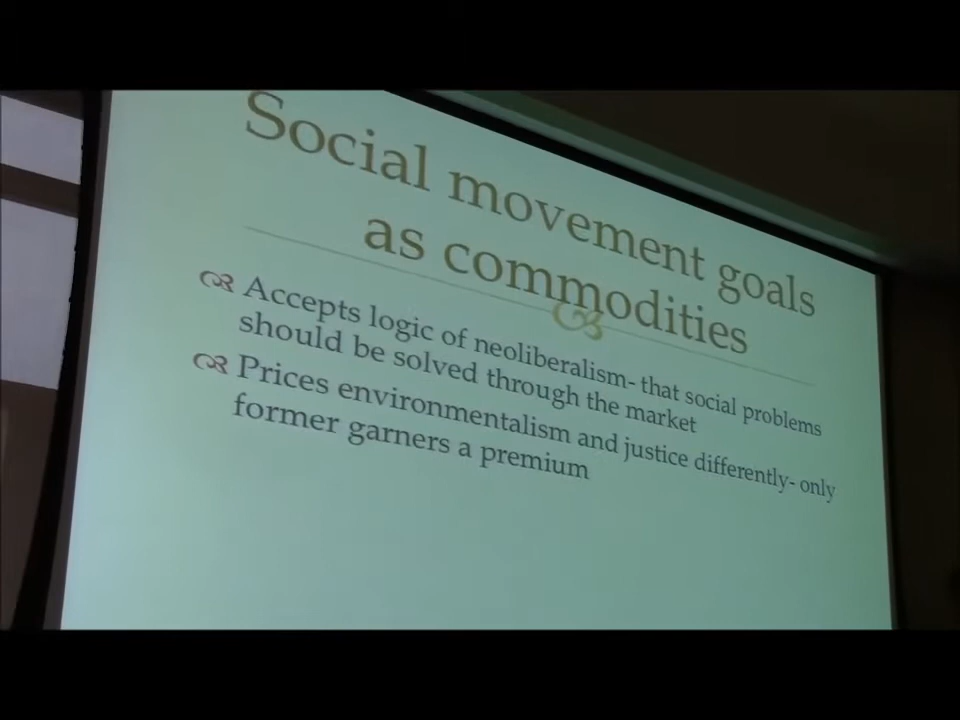 Social movement goals
as commodities
Accepts logic of neoliberalism- that social problems
should be solved through the market
Prices environmentalism and justice differently- only
former garners a premium